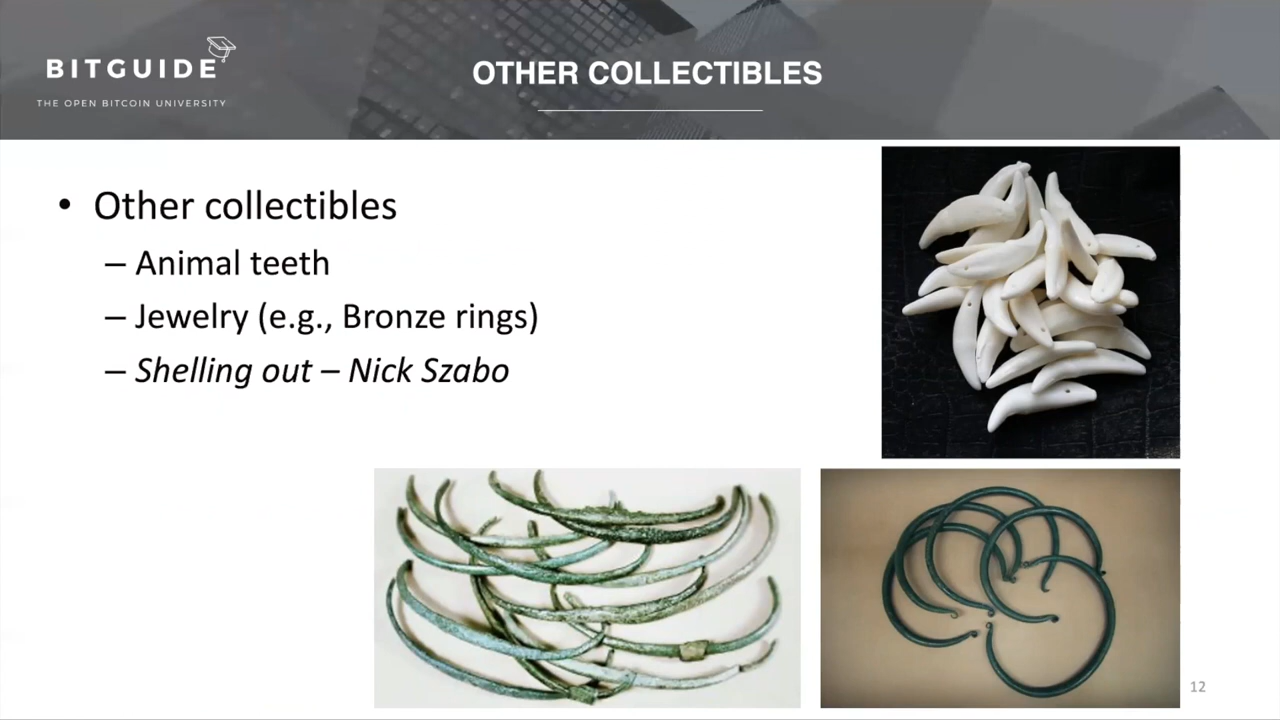 BITGUIDE
THE OPEN BITCOIN UNIVERSITY
OTHER COLLECTIBLES
• Other collectibles
– Animal teeth
– Jewelry (e.g., Bronze rings)
– Shelling out – Nick Szabo
12